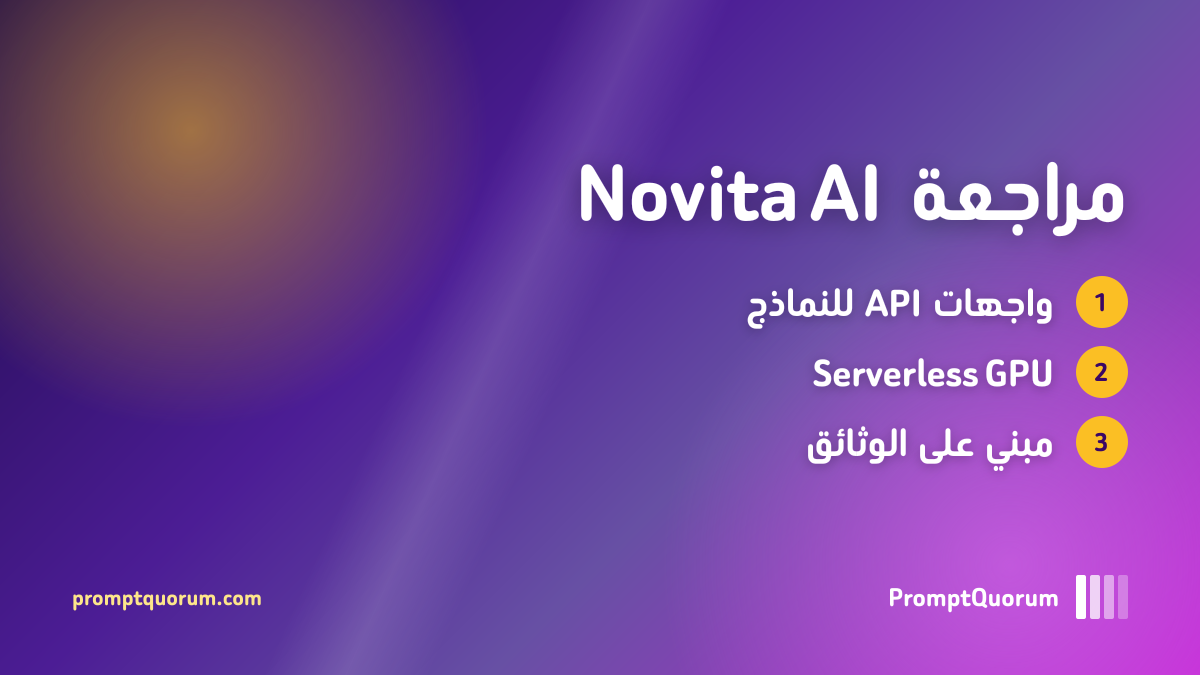 مراجعة Novita AI
1 واجهات API للنماذج
2 Serverless GPU
3 مبني على الوثائق
PromptQuorum
promptquorum.com